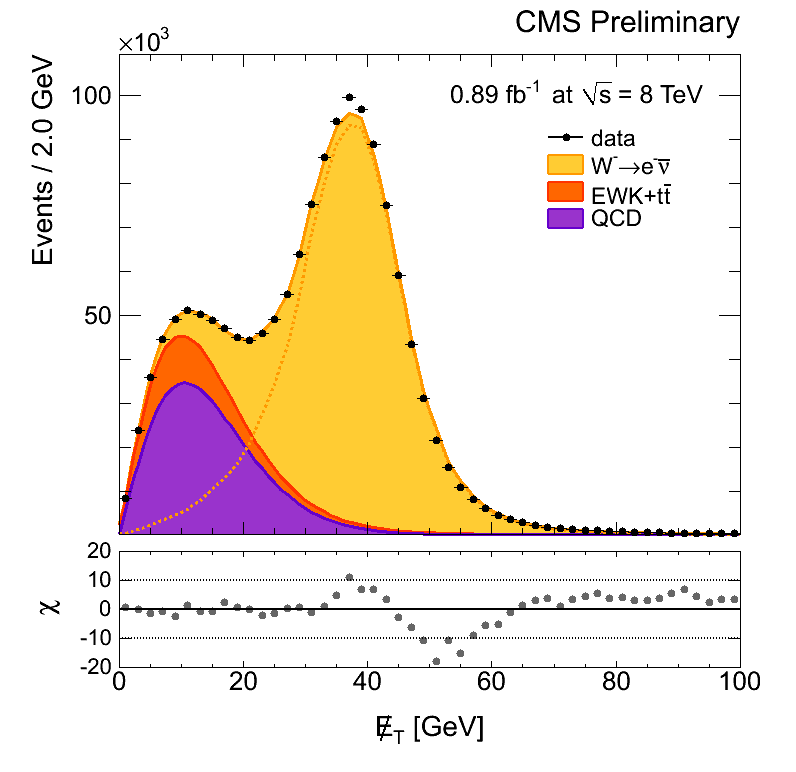 CMS Preliminary
×10³
0.89 fb⁻¹ at √s = 8 TeV
data
W⁻→e⁻ν̅
EWK+tt̅
QCD
Events / 2.0 GeV
100
50
χ
20
10
0
-10
-20
0 20 40 60 80 100
E̸_T [GeV]